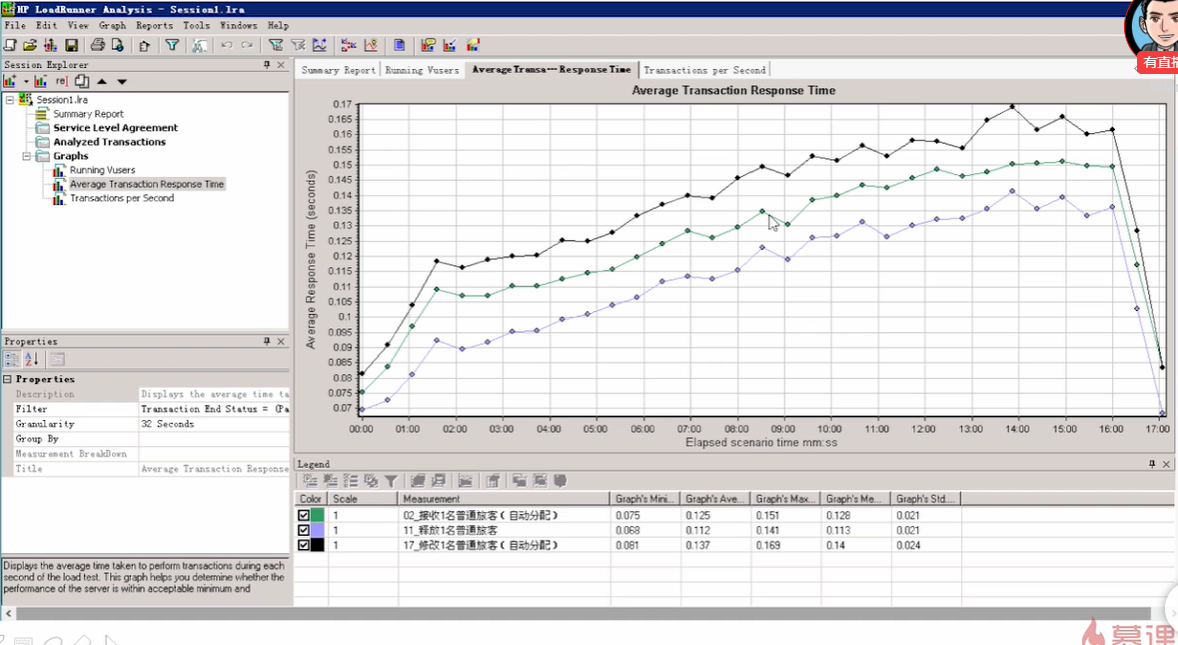 HP LoadRunner Analysis - Session1.lra
File Edit View Graph Reports Tools Windows Help
有直播
Session Explorer
Session1.lra
Summary Report
Service Level Agreement
Analyzed Transactions
Graphs
Running Vusers
Average Transaction Response Time
Transactions per Second
Properties
Properties
Description Displays the average time ta
Filter Transaction End Status = (Pa
Granularity 32 Seconds
Group By
Measurement BreakDown
Title Average Transaction Response
Displays the average time taken to perform transactions during each
second of the load test. This graph helps you determine whether the
performance of the server is within acceptable minimum and
Summary Report Running Vusers AverageTransa---Response Time Transactions per Second
Average Transaction Response Time
Average Response Time (seconds)
0.17
0.165
0.16
0.155
0.15
0.145
0.14
0.135
0.13
0.125
0.12
0.115
0.11
0.105
0.1
0.095
0.09
0.085
0.08
0.075
0.07
00:00 01:00 02:00 03:00 04:00 05:00 06:00 07:00 08:00 09:00 10:00 11:00 12:00 13:00 14:00 15:00 16:00 17:00
Elapsed scenario time mm:ss
Legend
Color Scale Measurement Graph's Mini... Graph's Ave... Graph's Max... Graph's Me... Graph's Std....
1 02_接收1名普通旅客(自动分配) 0.075 0.125 0.151 0.128 0.021
1 11_释放1名普通旅客 0.068 0.112 0.141 0.113 0.021
1 17_修改1名普通旅客(自动分配) 0.081 0.137 0.169 0.14 0.024
慕课